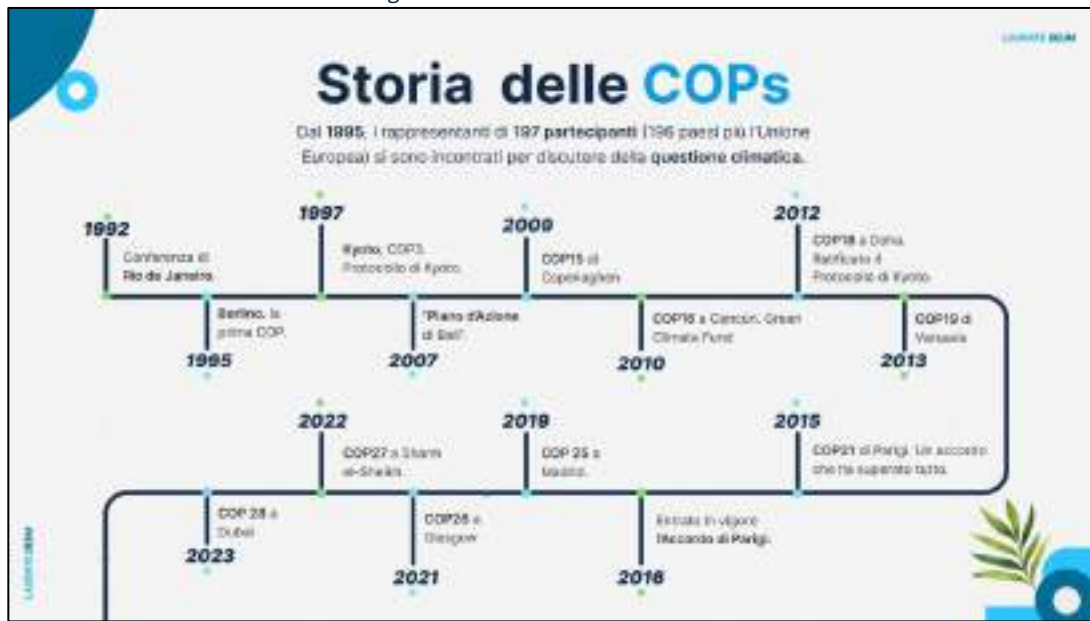 LAUDATE DEUM
Storia delle COPs
Dal 1995, i rappresentanti di 197 partecipanti (196 paesi più l'Unione
Europea) si sono incontrati per discutere della questione climatica.
1992
Conferenza di
Rio de Janeiro.
Berlino, la
prima COP.
1995
1997
Kyoto, COP3.
Protocollo di Kyoto.
"Piano d'Azione
di Bali".
2007
2009
COP15 di
Copenaghen
COP16 a Cancún. Green
Climate Fund
2010
2012
COP18 a Doha.
Ratificato il
Protocollo di Kyoto.
COP19 di
Varsavia
2013
2015
COP21 di Parigi. Un accordo
che ha superato tutto.
Entrato in vigore
l'Accordo di Parigi.
2016
2019
COP 25 a
Madrid.
COP26 a
Glasgow
2021
2022
COP27 a Sharm
el-Sheikh.
COP 28 a
Dubai
2023
LAUDATE DEUM